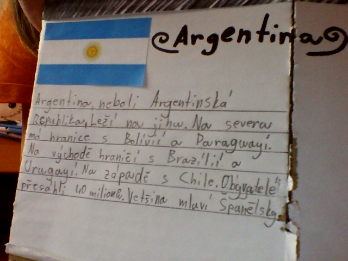 Argentina
Argentina, neboli Argentinská
republika. Leží na jihu. Na severu
má hranice s Bolívií a Paraguayí.
Na východě hraničí s Brazílií a
Uruguayí. Na západě s Chile. Obyvatelé
přesáhli 40 milionů. Většina mluví Španělsky.